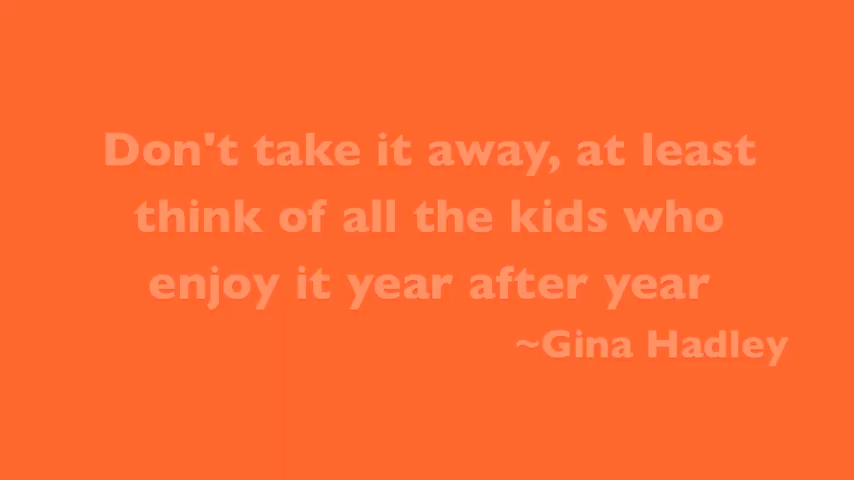 Don't take it away, at least
think of all the kids who
enjoy it year after year
~Gina Hadley